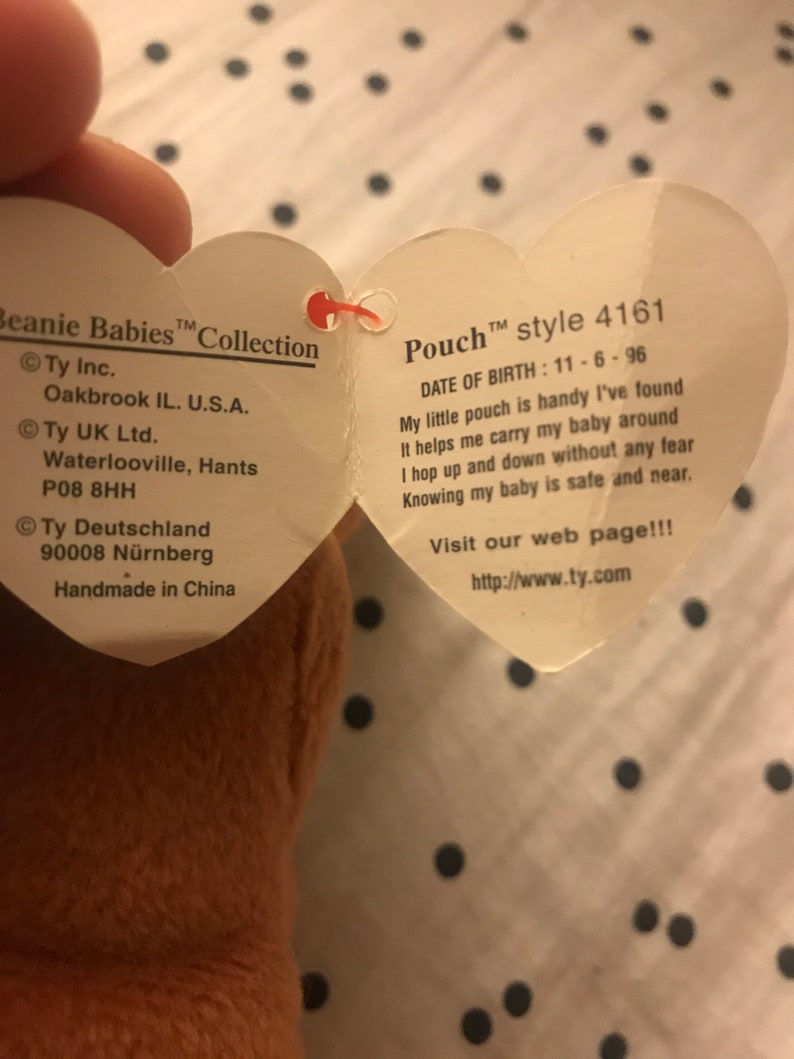 Beanie Babies™ Collection
© Ty Inc.
Oakbrook IL. U.S.A.
© Ty UK Ltd.
Waterlooville, Hants
P08 8HH
© Ty Deutschland
90008 Nürnberg
Handmade in China
Pouch™ style 4161
DATE OF BIRTH : 11 - 6 - 96
My little pouch is handy I've found
It helps me carry my baby around
I hop up and down without any fear
Knowing my baby is safe and near.
Visit our web page!!!
http://www.ty.com